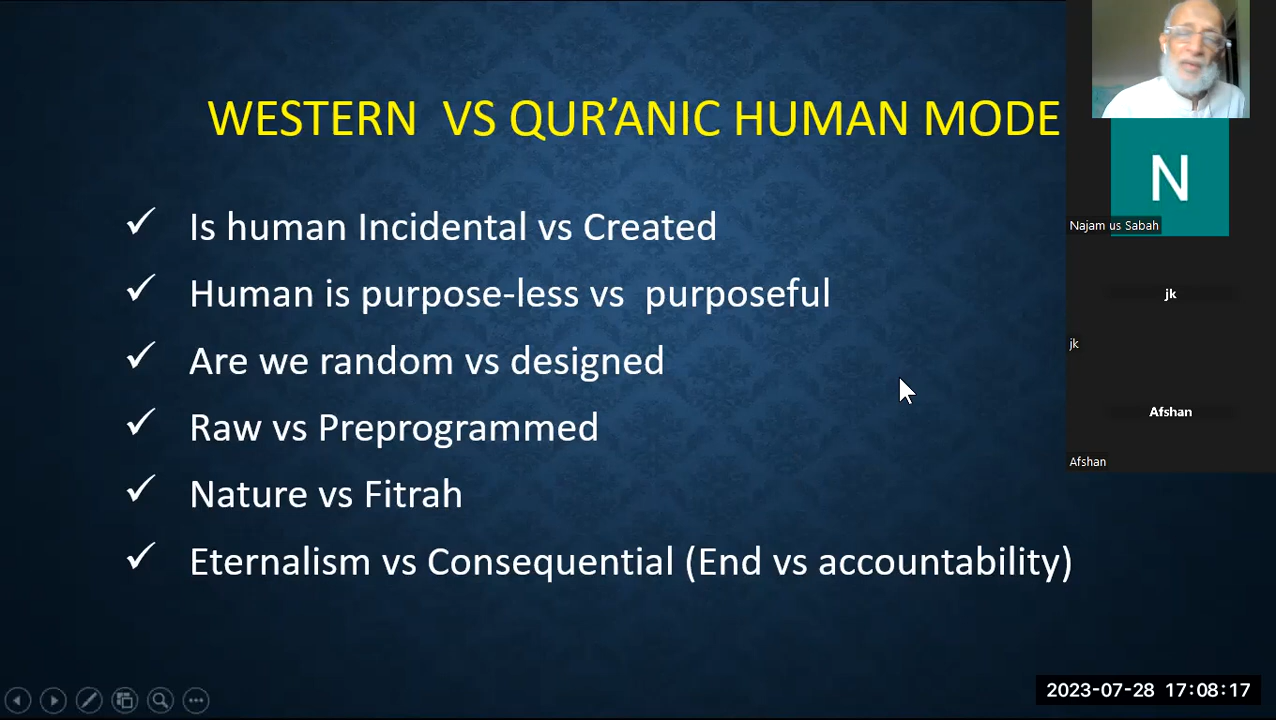 WESTERN VS QUR’ANIC HUMAN MODE
✓ Is human Incidental vs Created
✓ Human is purpose-less vs purposeful
✓ Are we random vs designed
✓ Raw vs Preprogrammed
✓ Nature vs Fitrah
✓ Eternalism vs Consequential (End vs accountability)
N
Najam us Sabah
jk
jk
Afshan
Afshan
2023-07-28 17:08:17